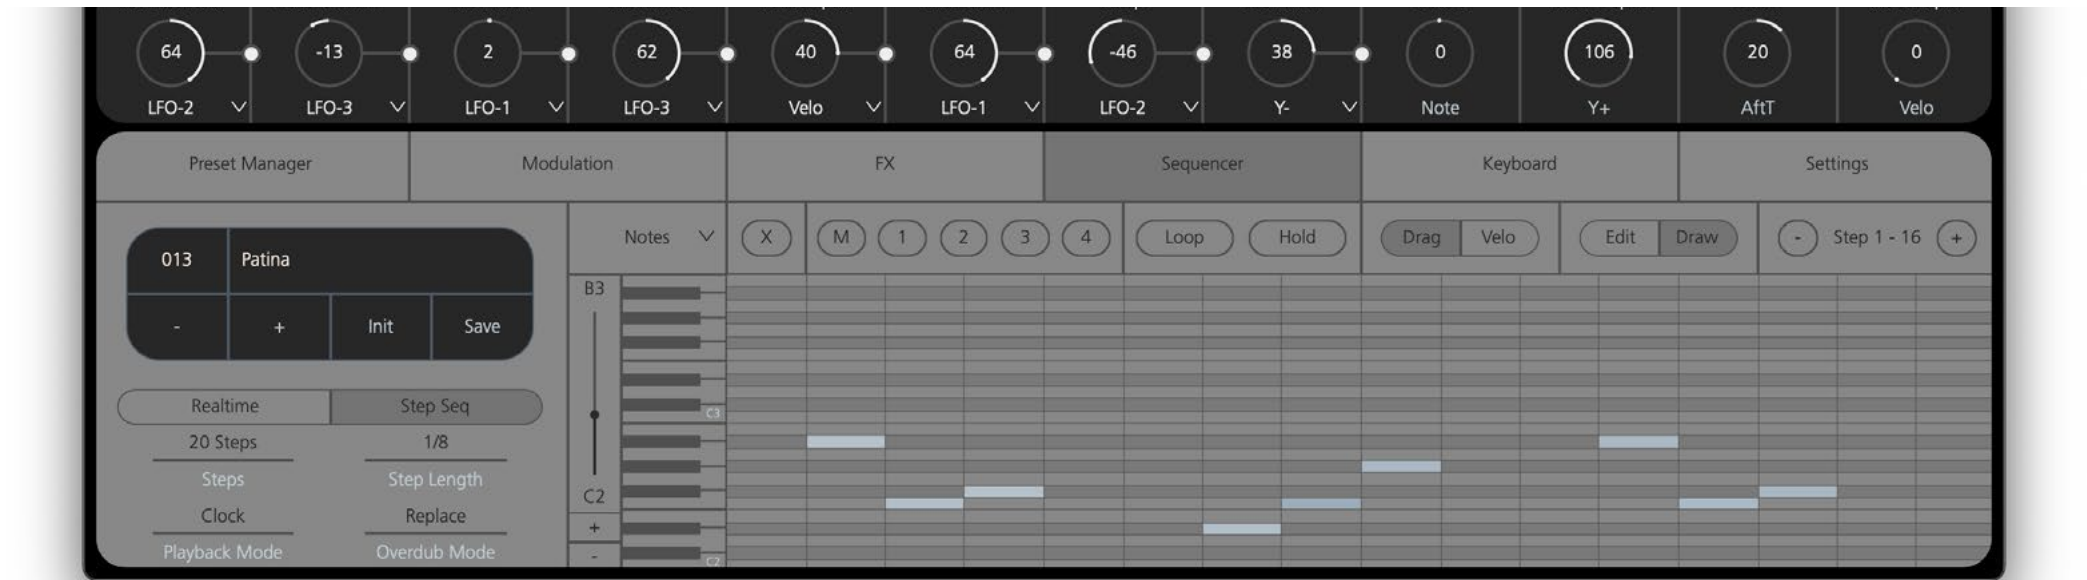 64 -13 2 62 40 64 -46 38 0 106 20 0
LFO-2 LFO-3 LFO-1 LFO-3 Velo LFO-1 LFO-2 Y- Note Y+ AftT Velo
Preset Manager Modulation FX Sequencer Keyboard Settings
Notes X M 1 2 3 4 Loop Hold Drag Velo Edit Draw - Step 1 - 16 +
013 Patina
B3
- + Init Save
Realtime Step Seq
C3
20 Steps 1/8
Steps Step Length
C2
Clock Replace
+
Playback Mode Overdub Mode
-
C2